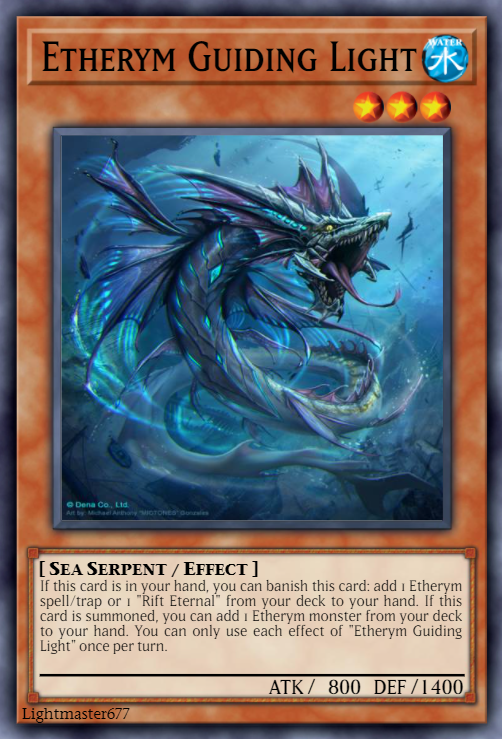 Etherym Guiding Light
WATER
水
[ Sea Serpent / Effect ]
If this card is in your hand, you can banish this card: add 1 Etherym
spell/trap or 1 "Rift Eternal" from your deck to your hand. If this
card is summoned, you can add 1 Etherym monster from your deck
to your hand. You can only use each effect of "Etherym Guiding
Light" once per turn.
ATK/ 800 DEF/1400
Lightmaster677
© Dena Co., Ltd.
Art by: Michael Anthony "MICTONES" Gonzales